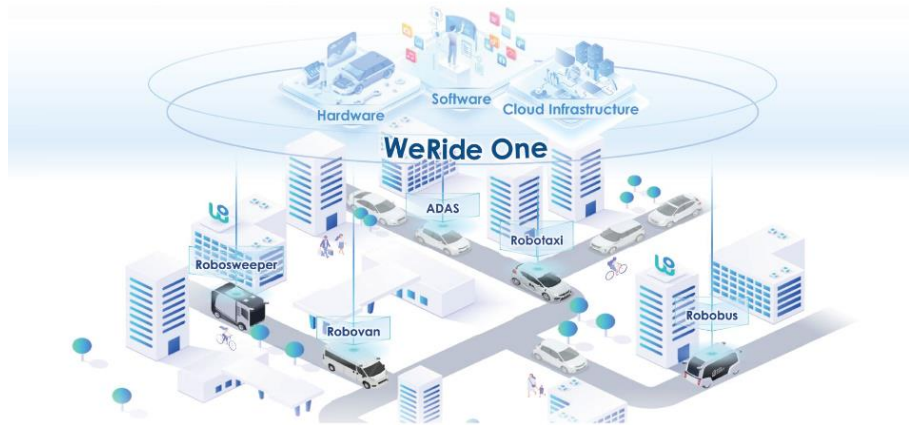 Software
Hardware
Cloud Infrastructure
WeRide One
ADAS
Robotaxi
Robosweeper
Robovan
Robobus